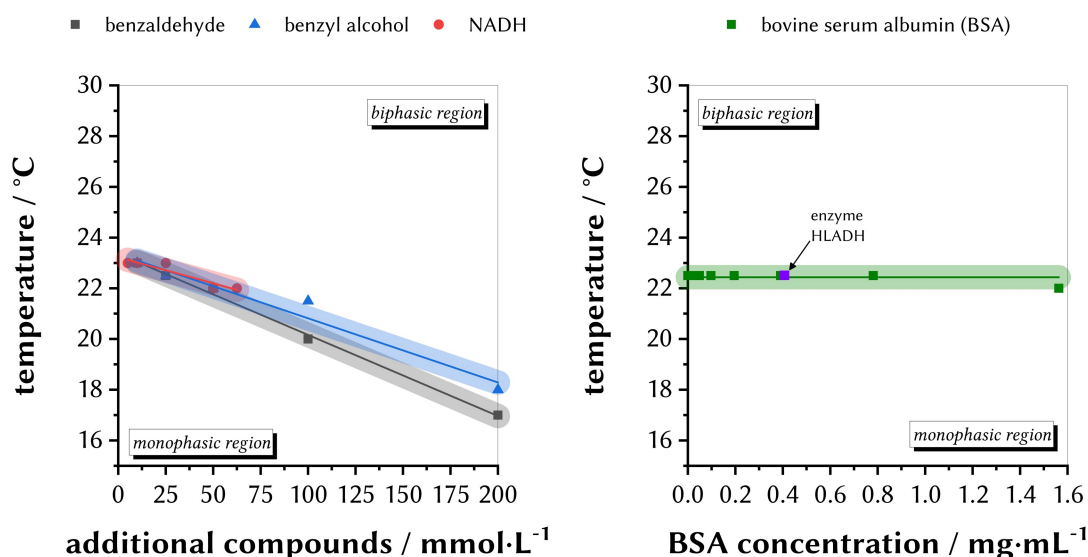 benzaldehyde benzyl alcohol NADH
30
28
26
24
22
20
18
16
temperature / °C
biphasic region
monophasic region
0 25 50 75 100 125 150 175 200
additional compounds / mmol·L⁻¹
bovine serum albumin (BSA)
30
28
26
24
22
20
18
16
temperature / °C
biphasic region
enzyme
HLADH
monophasic region
0.0 0.2 0.4 0.6 0.8 1.0 1.2 1.4 1.6
BSA concentration / mg·mL⁻¹